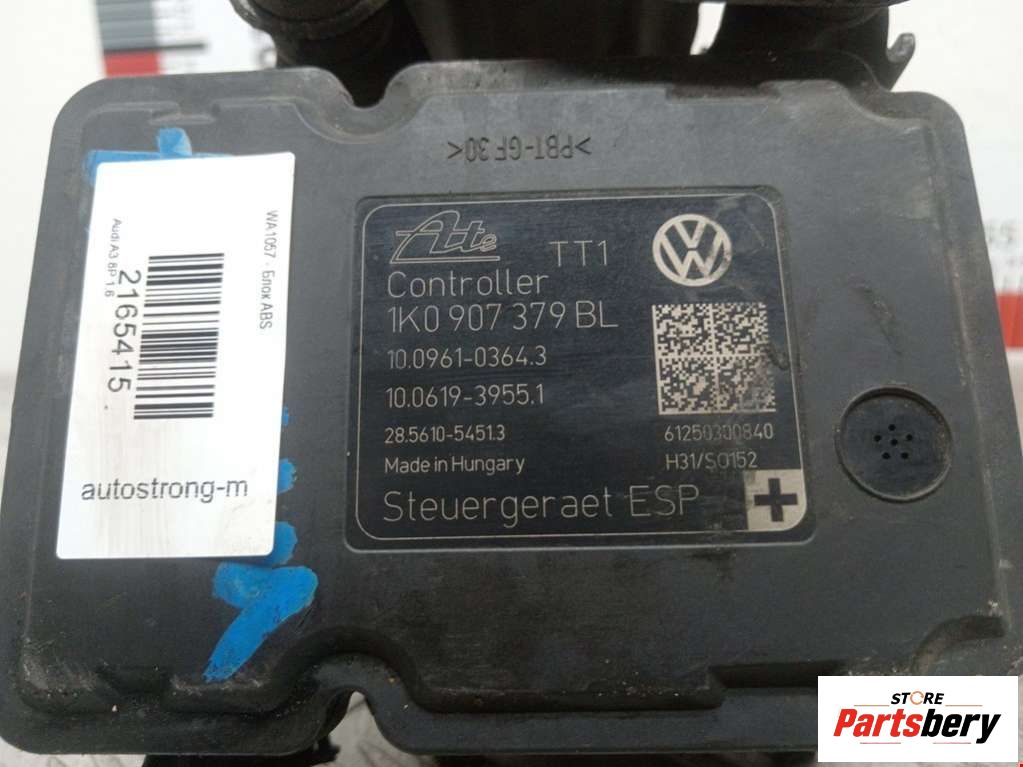 >PBT-GF 30<
Ate
TT1
Controller
1K0 907 379 BL
10.0961-0364.3
10.0619-3955.1
28.5610-5451.3
61250300840
Made in Hungary
H31/S0152
Steuergeraet ESP
WA1067 - Блок ABS
2165415
Audi A3 8P 1.6
autostrong-m
STORE
Partsbery